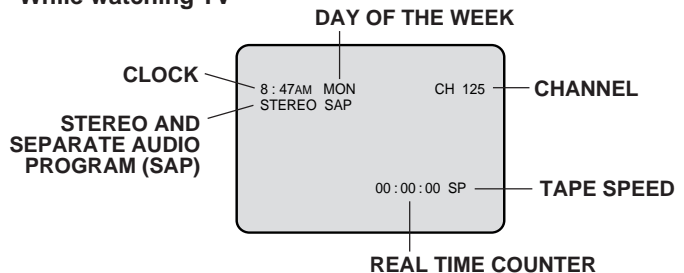 While watching TV
DAY OF THE WEEK
CLOCK
8:47AM MON
CH 125
CHANNEL
STEREO SAP
STEREO AND
SEPARATE AUDIO
PROGRAM (SAP)
00:00:00 SP
TAPE SPEED
REAL TIME COUNTER